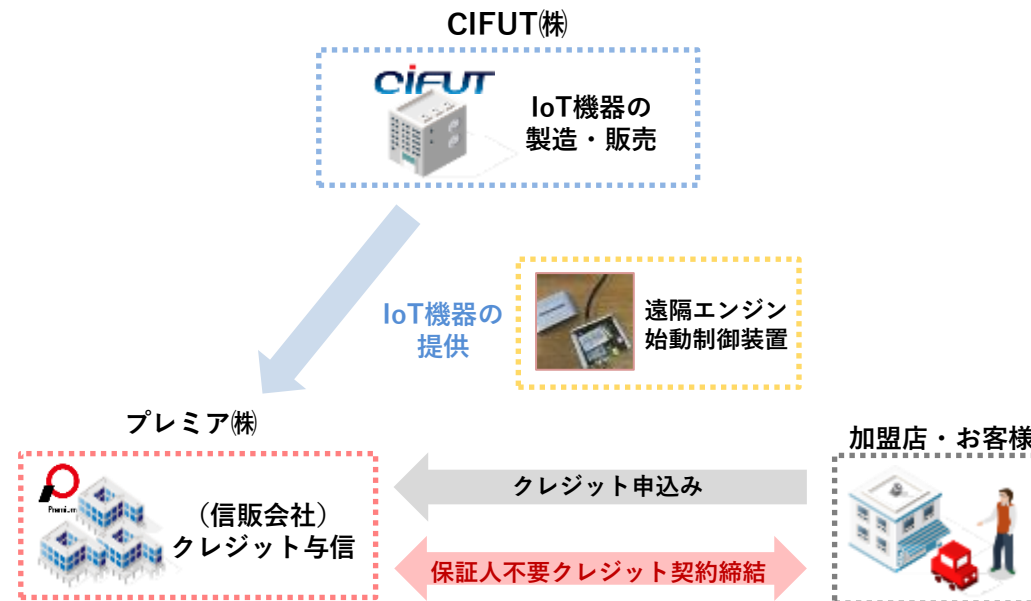 CIFUT㈱
CIFUT
IoT機器の
製造・販売
IoT機器の
提供
遠隔エンジン
始動制御装置
プレミア㈱
加盟店・お客様
Premium
（信販会社）
クレジット与信
クレジット申込み
保証人不要クレジット契約締結